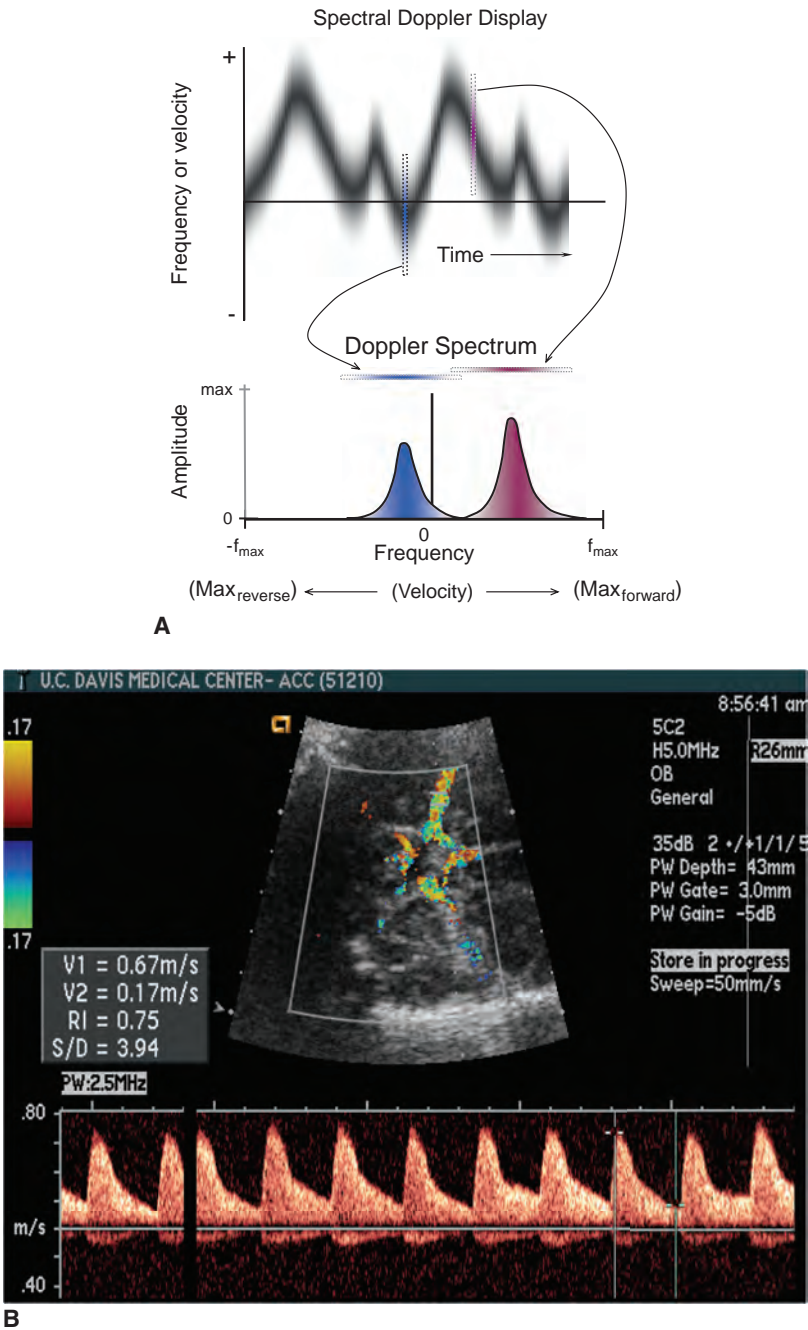 Spectral Doppler Display
+
Frequency or velocity
Time
-
Doppler Spectrum
max
Amplitude
0
-fmax
0
fmax
Frequency
(Maxreverse)
(Velocity)
(Maxforward)
A
U.C. DAVIS MEDICAL CENTER- ACC (51210)
8:56:41 am
.17
5C2
H5.0MHz R26mm
OB
General
35dB 2 +/+1/1/5
PW Depth= 43mm
PW Gate= 3.0mm
PW Gain= -5dB
.17
Store in progress
Sweep=50mm/s
V1 = 0.67m/s
V2 = 0.17m/s
RI = 0.75
S/D = 3.94
PW:2.5MHz
.80
m/s
.40
B